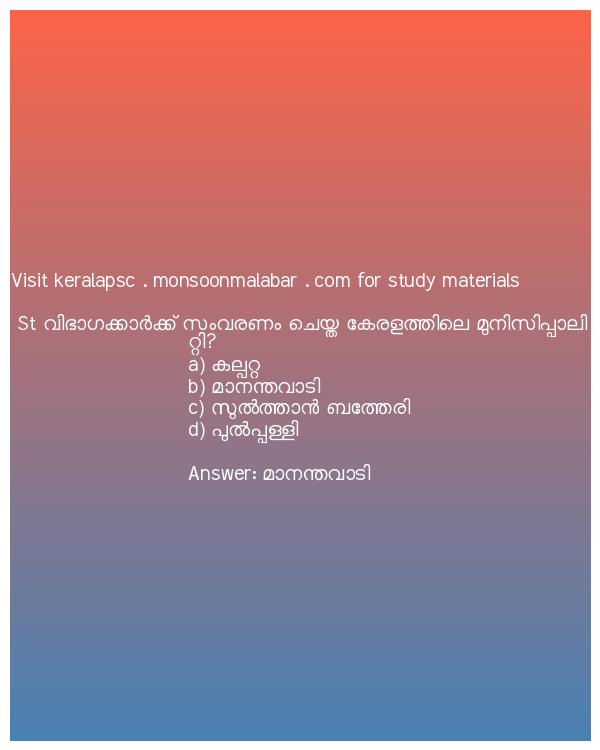 Visit keralapsc . monsoonmalabar . com for study materials
St വിഭാഗക്കാർക്ക് സംവരണം ചെയ്ത കേരളത്തിലെ മുനിസിപ്പാലി
റ്റി?
a) കല്പറ്റ
b) മാനന്തവാടി
c) സുൽത്താൻ ബത്തേരി
d) പുൽപ്പള്ളി
Answer: മാനന്തവാടി